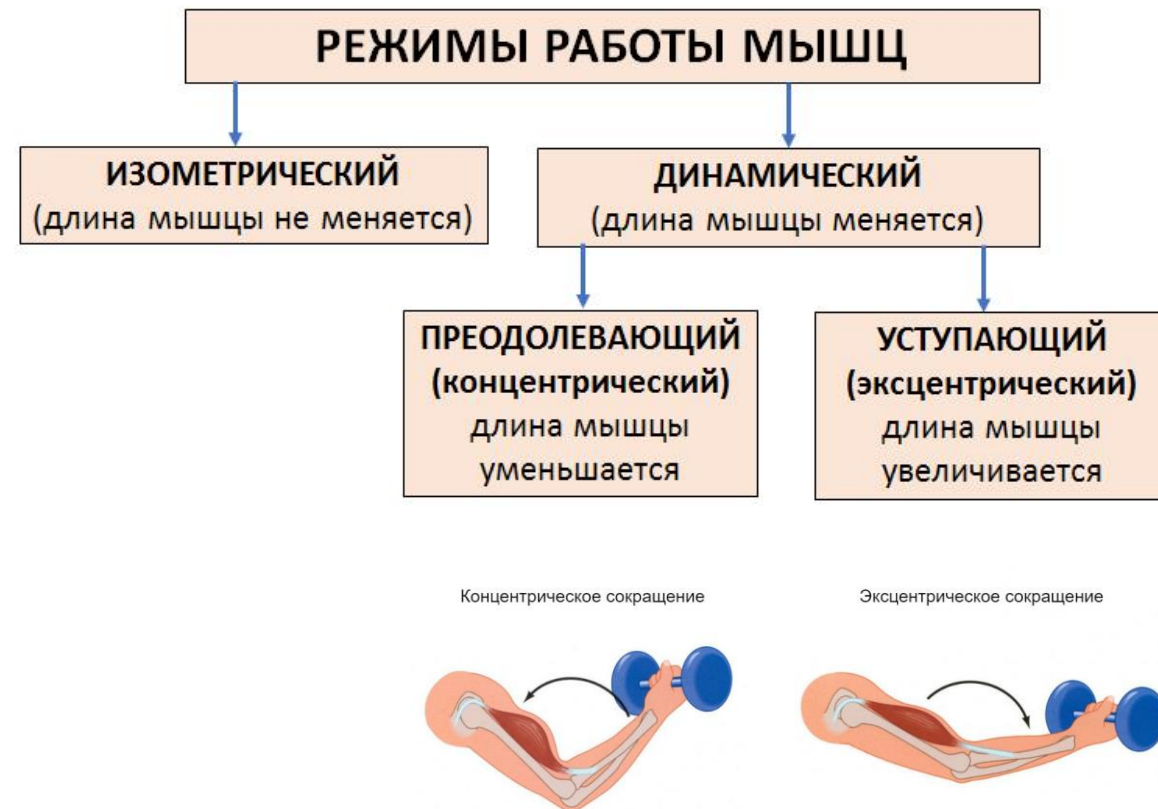 РЕЖИМЫ РАБОТЫ МЫШЦ
ИЗОМЕТРИЧЕСКИЙ
(длина мышцы не меняется)
ДИНАМИЧЕСКИЙ
(длина мышцы меняется)
ПРЕОДОЛЕВАЮЩИЙ
(концентрический)
длина мышцы
уменьшается
УСТУПАЮЩИЙ
(эксцентрический)
длина мышцы
увеличивается
Концентрическое сокращение
Эксцентрическое сокращение